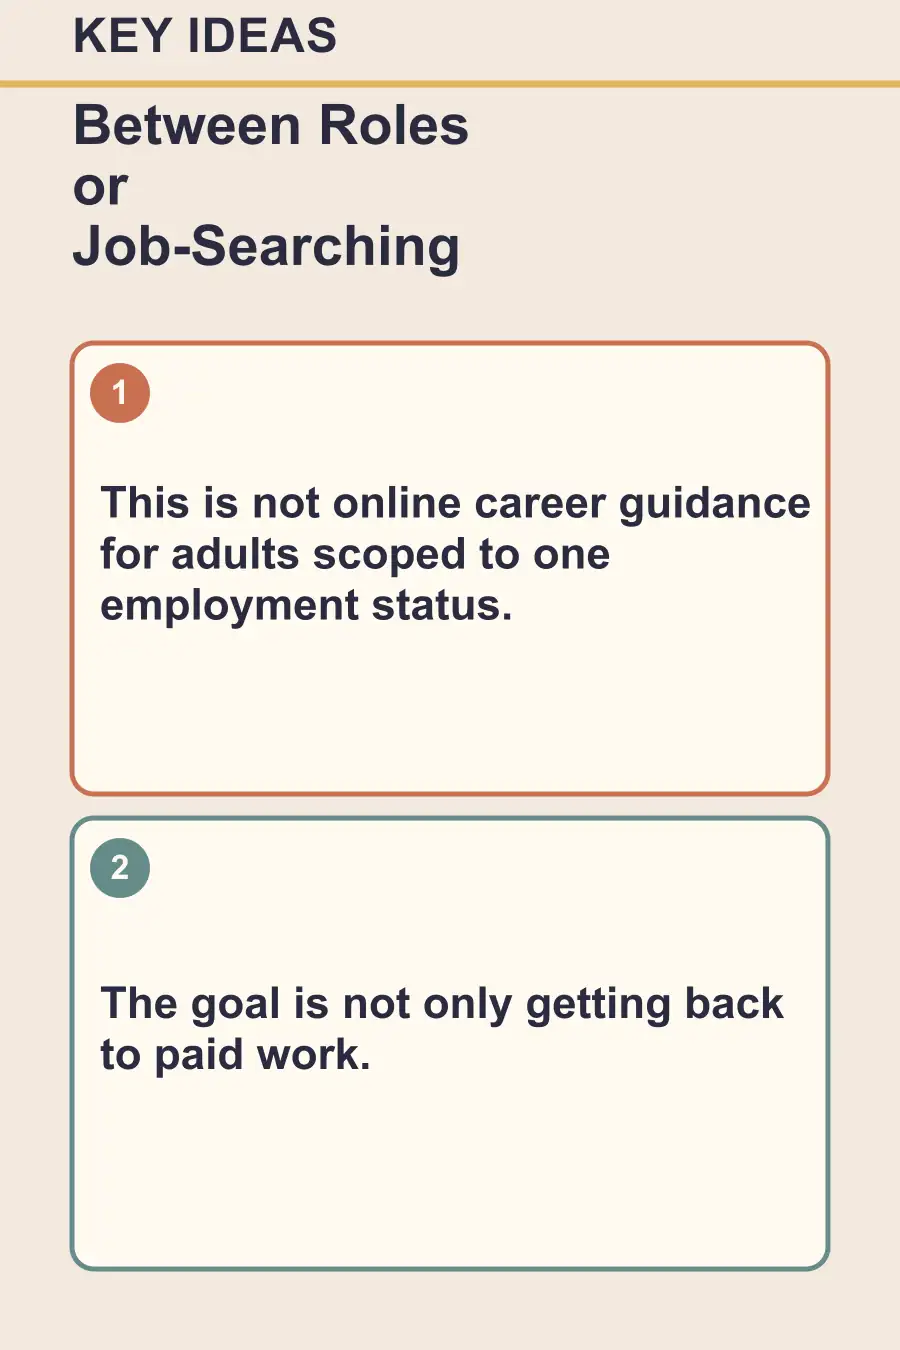 KEY IDEAS
Between Roles
or
Job-Searching
1
This is not online career guidance
for adults scoped to one
employment status.
2
The goal is not only getting back
to paid work.